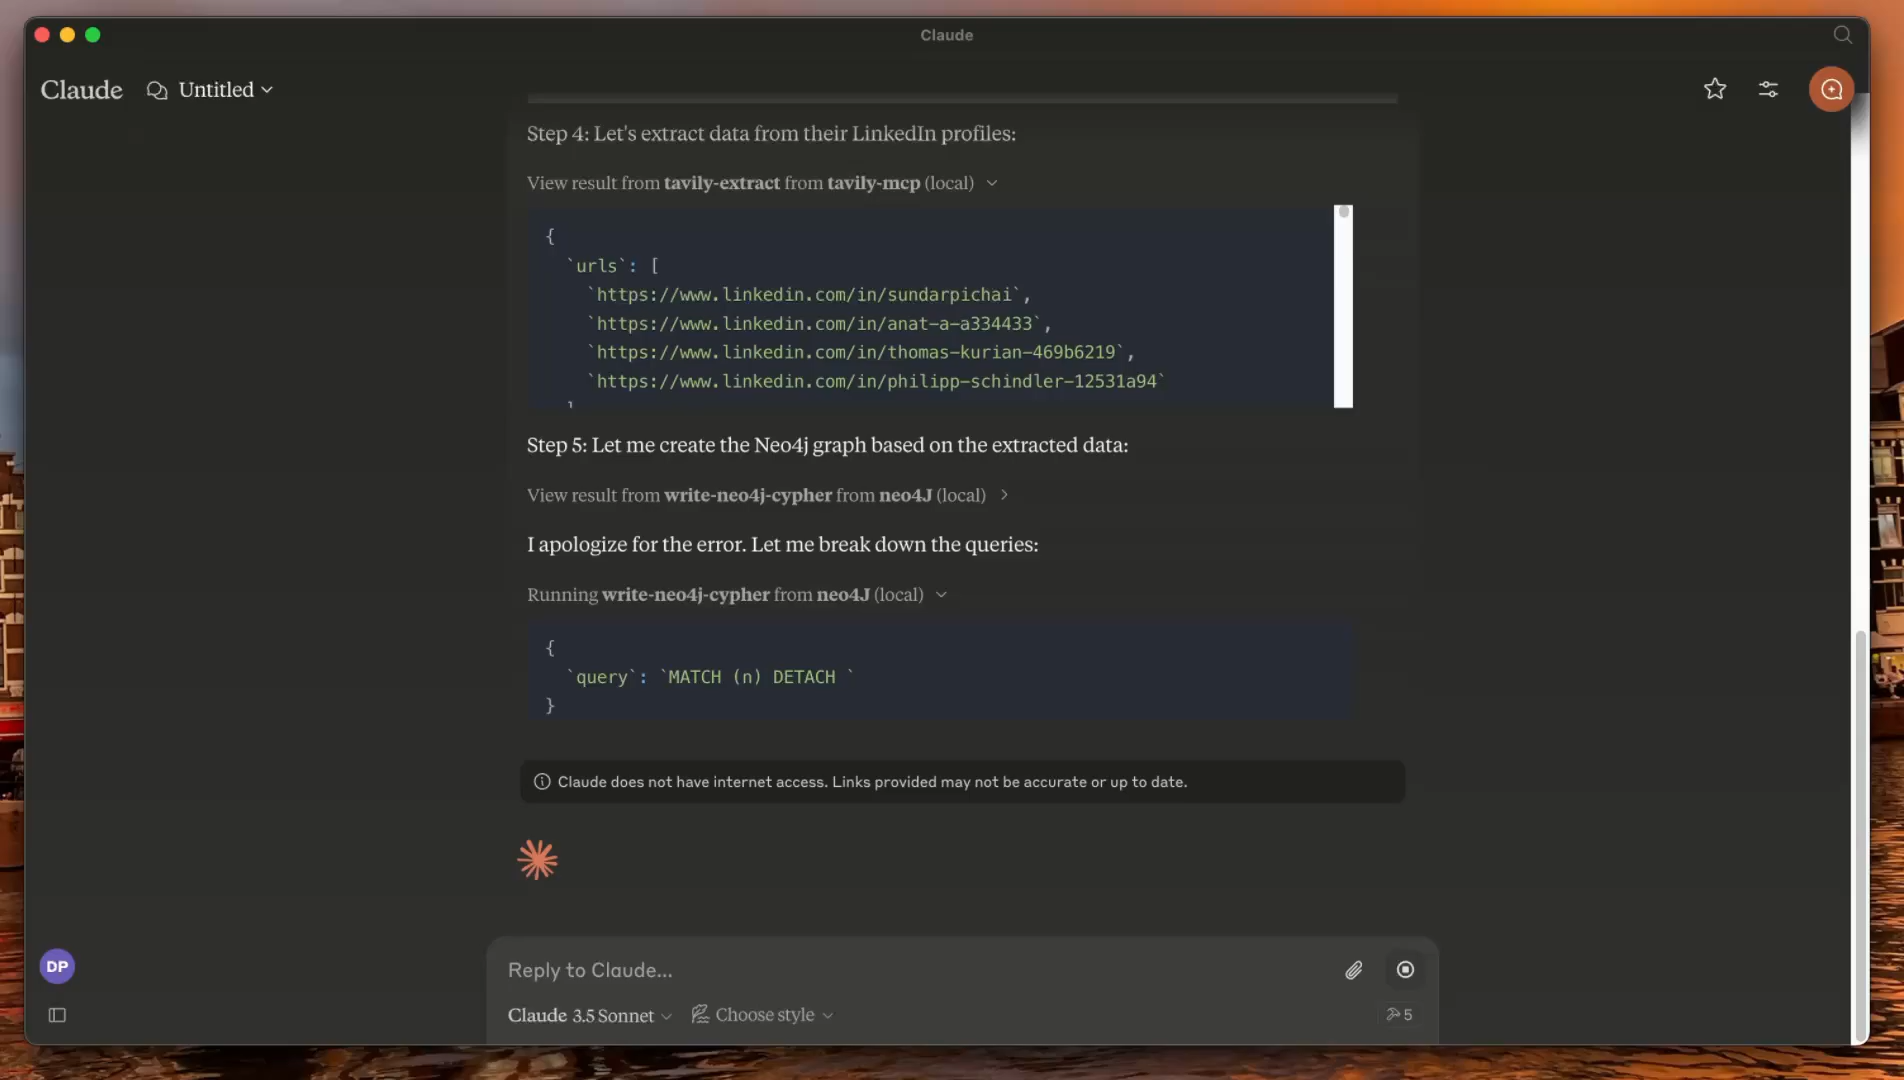 Claude
Claude
Untitled
Step 4: Let's extract data from their LinkedIn profiles:
View result from tavily-extract from tavily-mcp (local)
{
`urls`: [
`https://www.linkedin.com/in/sundarpichai`,
`https://www.linkedin.com/in/anat-a-a334433`,
`https://www.linkedin.com/in/thomas-kurian-469b6219`,
`https://www.linkedin.com/in/philipp-schindler-12531a94`
]
Step 5: Let me create the Neo4j graph based on the extracted data:
View result from write-neo4j-cypher from neo4J (local)
I apologize for the error. Let me break down the queries:
Running write-neo4j-cypher from neo4J (local)
{
`query`: `MATCH (n) DETACH `
}
Claude does not have internet access. Links provided may not be accurate or up to date.
DP
Reply to Claude...
Claude 3.5 Sonnet
Choose style
5